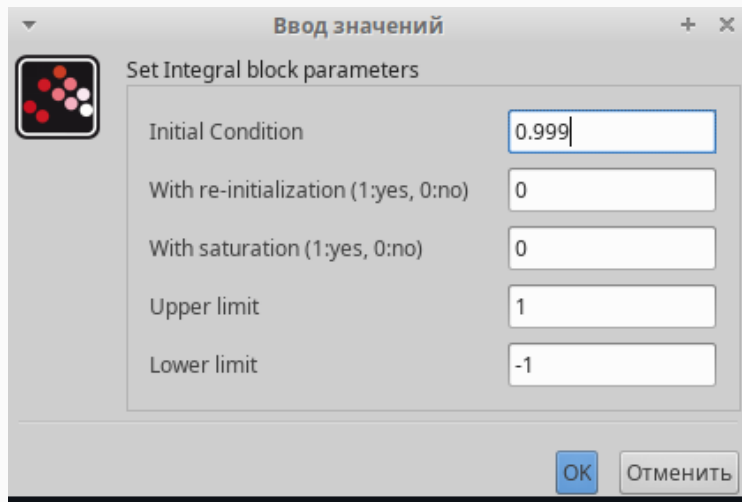 Ввод значений
Set Integral block parameters
Initial Condition 0.999
With re-initialization (1:yes, 0:no) 0
With saturation (1:yes, 0:no) 0
Upper limit 1
Lower limit -1
OK Отменить